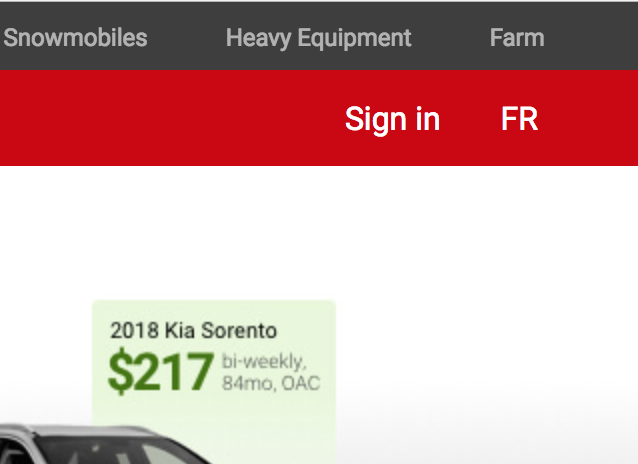 Snowmobiles Heavy Equipment Farm
Sign in FR
2018 Kia Sorento
$217 bi-weekly,
84mo, OAC